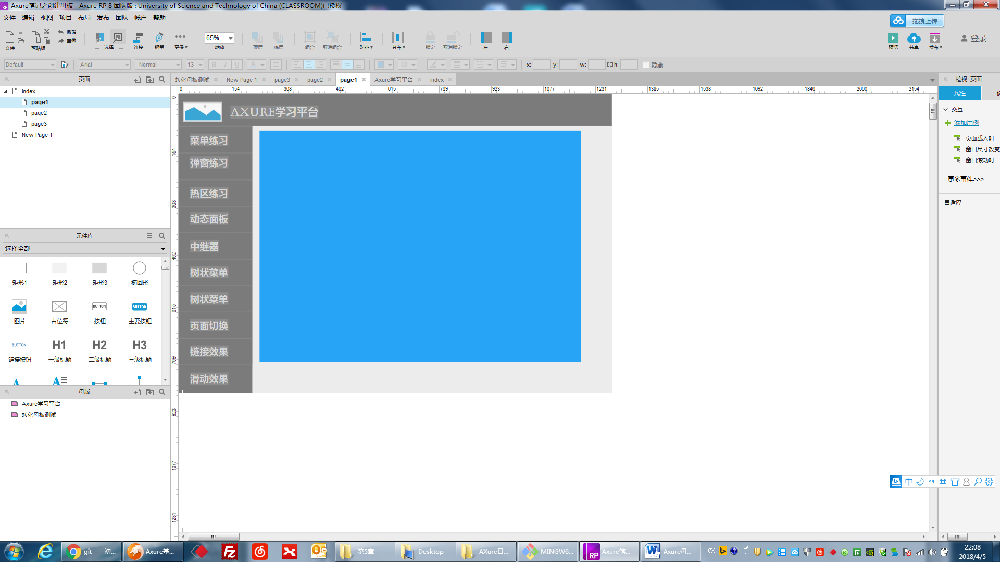 Axure笔记之创建母板 - Axure RP 8 团队版 : University of Science and Technology of China (CLASSROOM)已授权
文件 编辑 视图 项目 布局 发布 团队 帐户 帮助
拖拽上传
文件 剪贴板 撤销 重做 选择 连接 钢笔 更多 65% 缩放 顶层 底层 组合 取消组合 对齐 分布 锁定 取消锁定 左 右 预览 共享 发布 登录
Default Arial Normal 13 B I U A x: y: w: h: 隐藏
页面
index
page1
page2
page3
New Page 1
元件库
选择全部
矩形1 矩形2 矩形3 椭圆形
BUTTON BUTTON
图片 占位符 按钮 主要按钮
BUTTON H1 H2 H3
链接按钮 一级标题 二级标题 三级标题
母版
Axure学习平台
转化母板测试
转化母板测试 New Page 1 page3 page2 page1 Axure学习平台 index
0 154 308 462 615 769 923 1077 1231 1385 1538 1692 1846 2000 2154
0 154 308 462 615 769 923 1077 1231
AXURE学习平台
菜单练习
弹窗练习
热区练习
动态面板
中继器
树状菜单
树状菜单
页面切换
链接效果
滑动效果
检视: 页面
属性
交互
添加用例
页面载入时
窗口尺寸改变
窗口滚动时
更多事件>>>
自适应
中
git-----初... Axure基... 第5章 Desktop AXure日... MINGW6... Axure笔... Axure母... CH
22:08
2018/4/5